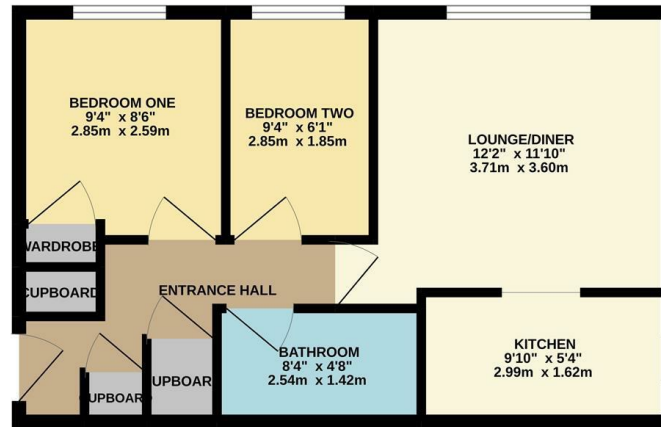 BEDROOM ONE
9'4" x 8'6"
2.85m x 2.59m
BEDROOM TWO
9'4" x 6'1"
2.85m x 1.85m
LOUNGE/DINER
12'2" x 11'10"
3.71m x 3.60m
WARDROBE
CUPBOARD
ENTRANCE HALL
BATHROOM
8'4" x 4'8"
2.54m x 1.42m
KITCHEN
9'10" x 5'4"
2.99m x 1.62m
UPBOAR
CUPBOARD